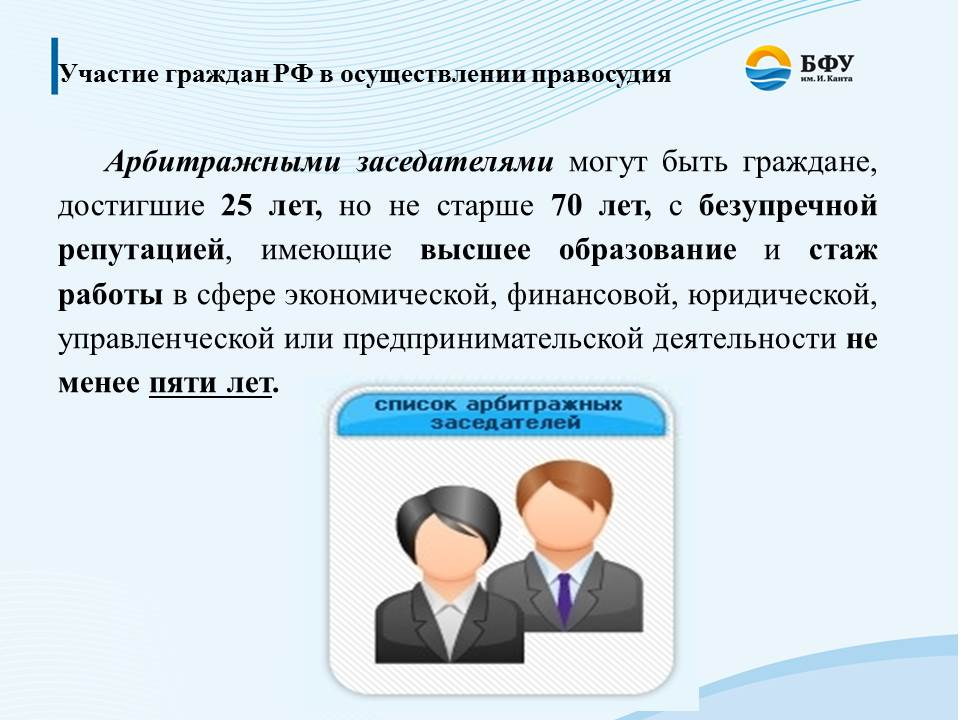 Участие граждан РФ в осуществлении правосудия
БФУ
им. И. Канта
Арбитражными заседателями могут быть граждане,
достигшие 25 лет, но не старше 70 лет, с безупречной
репутацией, имеющие высшее образование и стаж
работы в сфере экономической, финансовой, юридической,
управленческой или предпринимательской деятельности не
менее пяти лет.
список арбитражных
заседателей